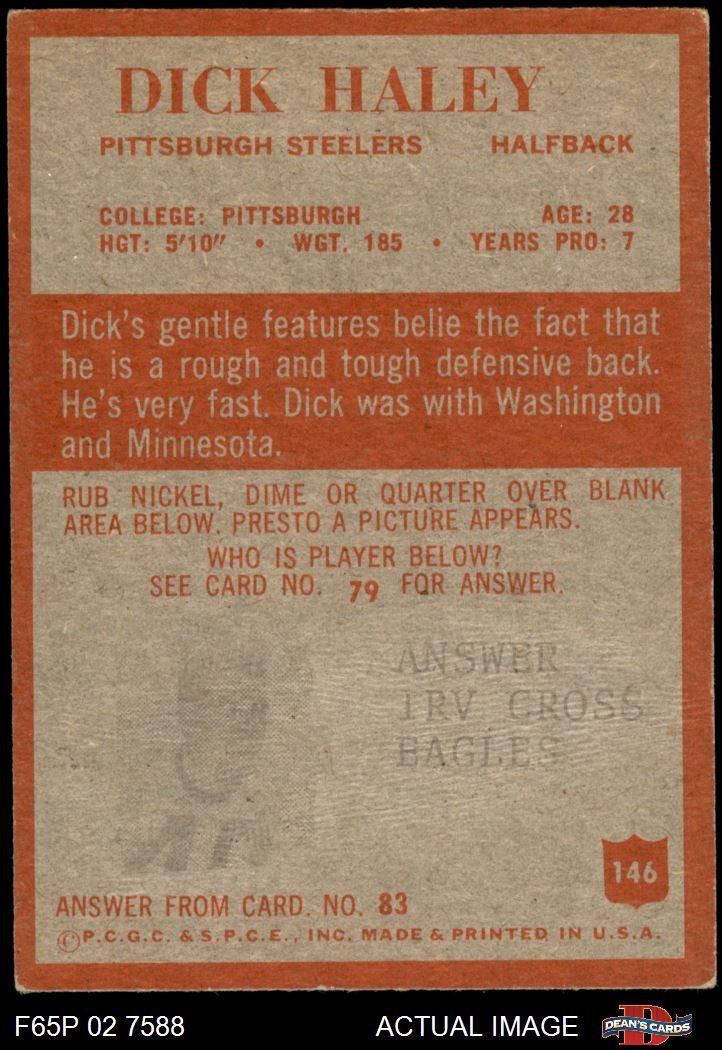 DICK HALEY
PITTSBURGH STEELERS HALFBACK
COLLEGE: PITTSBURGH AGE: 28
HGT: 5'10" • WGT. 185 • YEARS PRO: 7
Dick's gentle features belie the fact that
he is a rough and tough defensive back.
He's very fast. Dick was with Washington
and Minnesota.
RUB NICKEL, DIME OR QUARTER OVER BLANK
AREA BELOW. PRESTO A PICTURE APPEARS.
WHO IS PLAYER BELOW?
SEE CARD NO. 79 FOR ANSWER.
ANSWER
IRV CROSS
EAGLES
146
ANSWER FROM CARD. NO. 83
©P.C.G.C. & S.P.C.E., INC. MADE & PRINTED IN U.S.A.
F65P 02 7588 ACTUAL IMAGE D DEAN'S CARDS